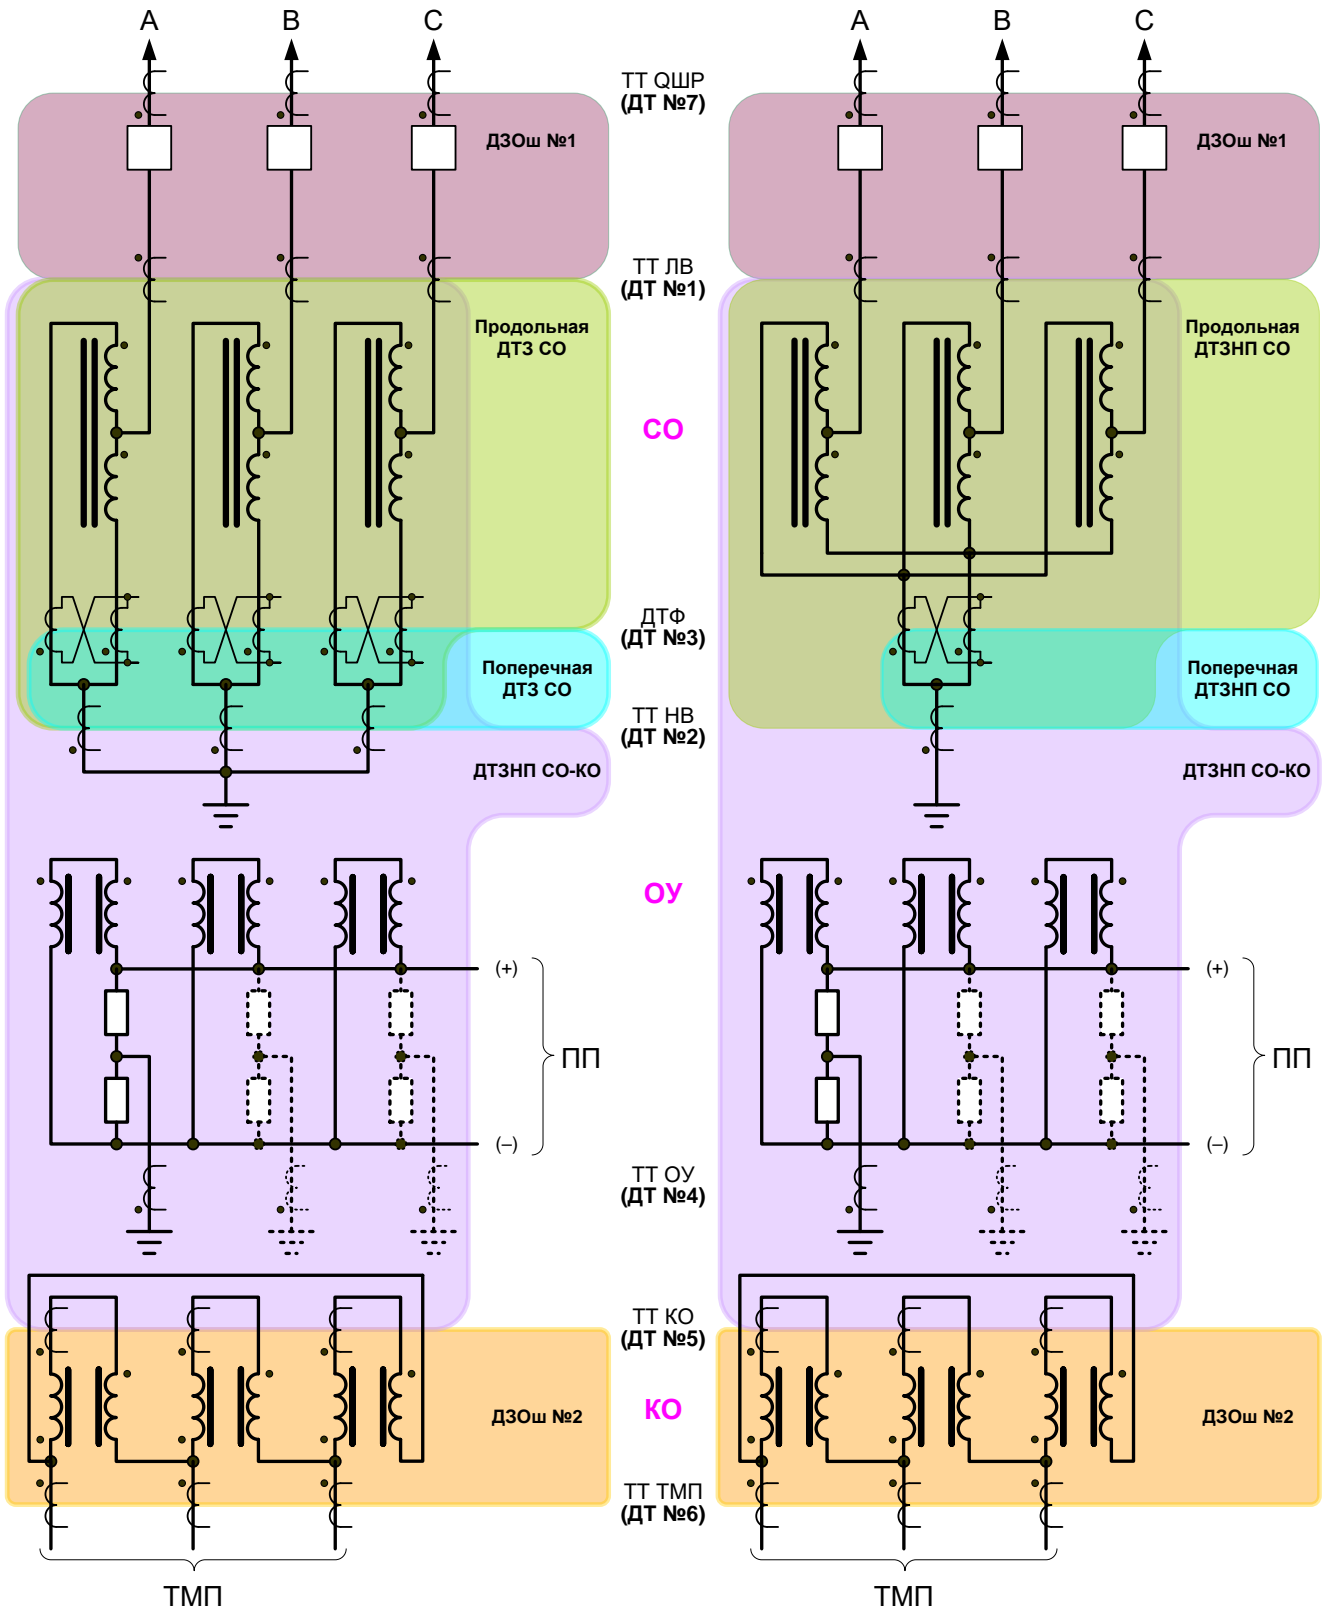 A B C
A B C
ТТ QШР
(ДТ №7)
ДЗОш №1
ДЗОш №1
ТТ ЛВ
(ДТ №1)
Продольная
ДТЗ СО
Продольная
ДТЗНП СО
СО
ДТФ
(ДТ №3)
Поперечная
ДТЗ СО
Поперечная
ДТЗНП СО
ТТ НВ
(ДТ №2)
ДТЗНП СО-КО
ДТЗНП СО-КО
ОУ
(+)
(+)
ПП
ПП
(–)
(–)
ТТ ОУ
(ДТ №4)
ТТ КО
(ДТ №5)
КО
ДЗОш №2
ДЗОш №2
ТТ ТМП
(ДТ №6)
ТМП
ТМП